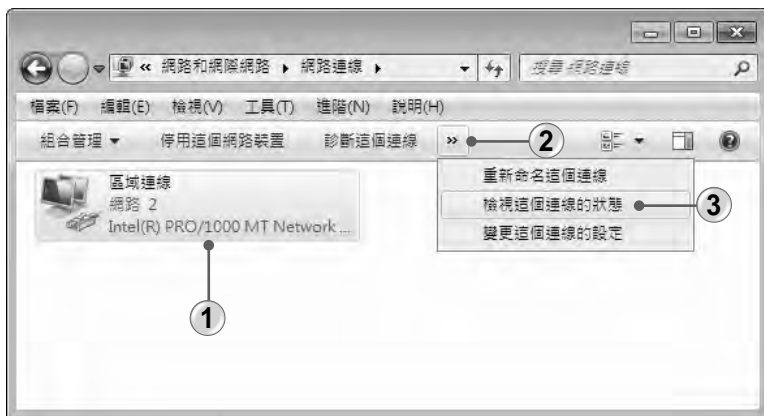 « 網路和網際網路 ▸ 網路連線 ▸ 搜尋 網路連線
檔案(F) 編輯(E) 檢視(V) 工具(T) 進階(N) 說明(H)
組合管理 ▼ 停用這個網路裝置 診斷這個連線 » 2
重新命名這個連線
檢視這個連線的狀態 3
變更這個連線的設定
區域連線
網路 2
Intel(R) PRO/1000 MT Network ...
1